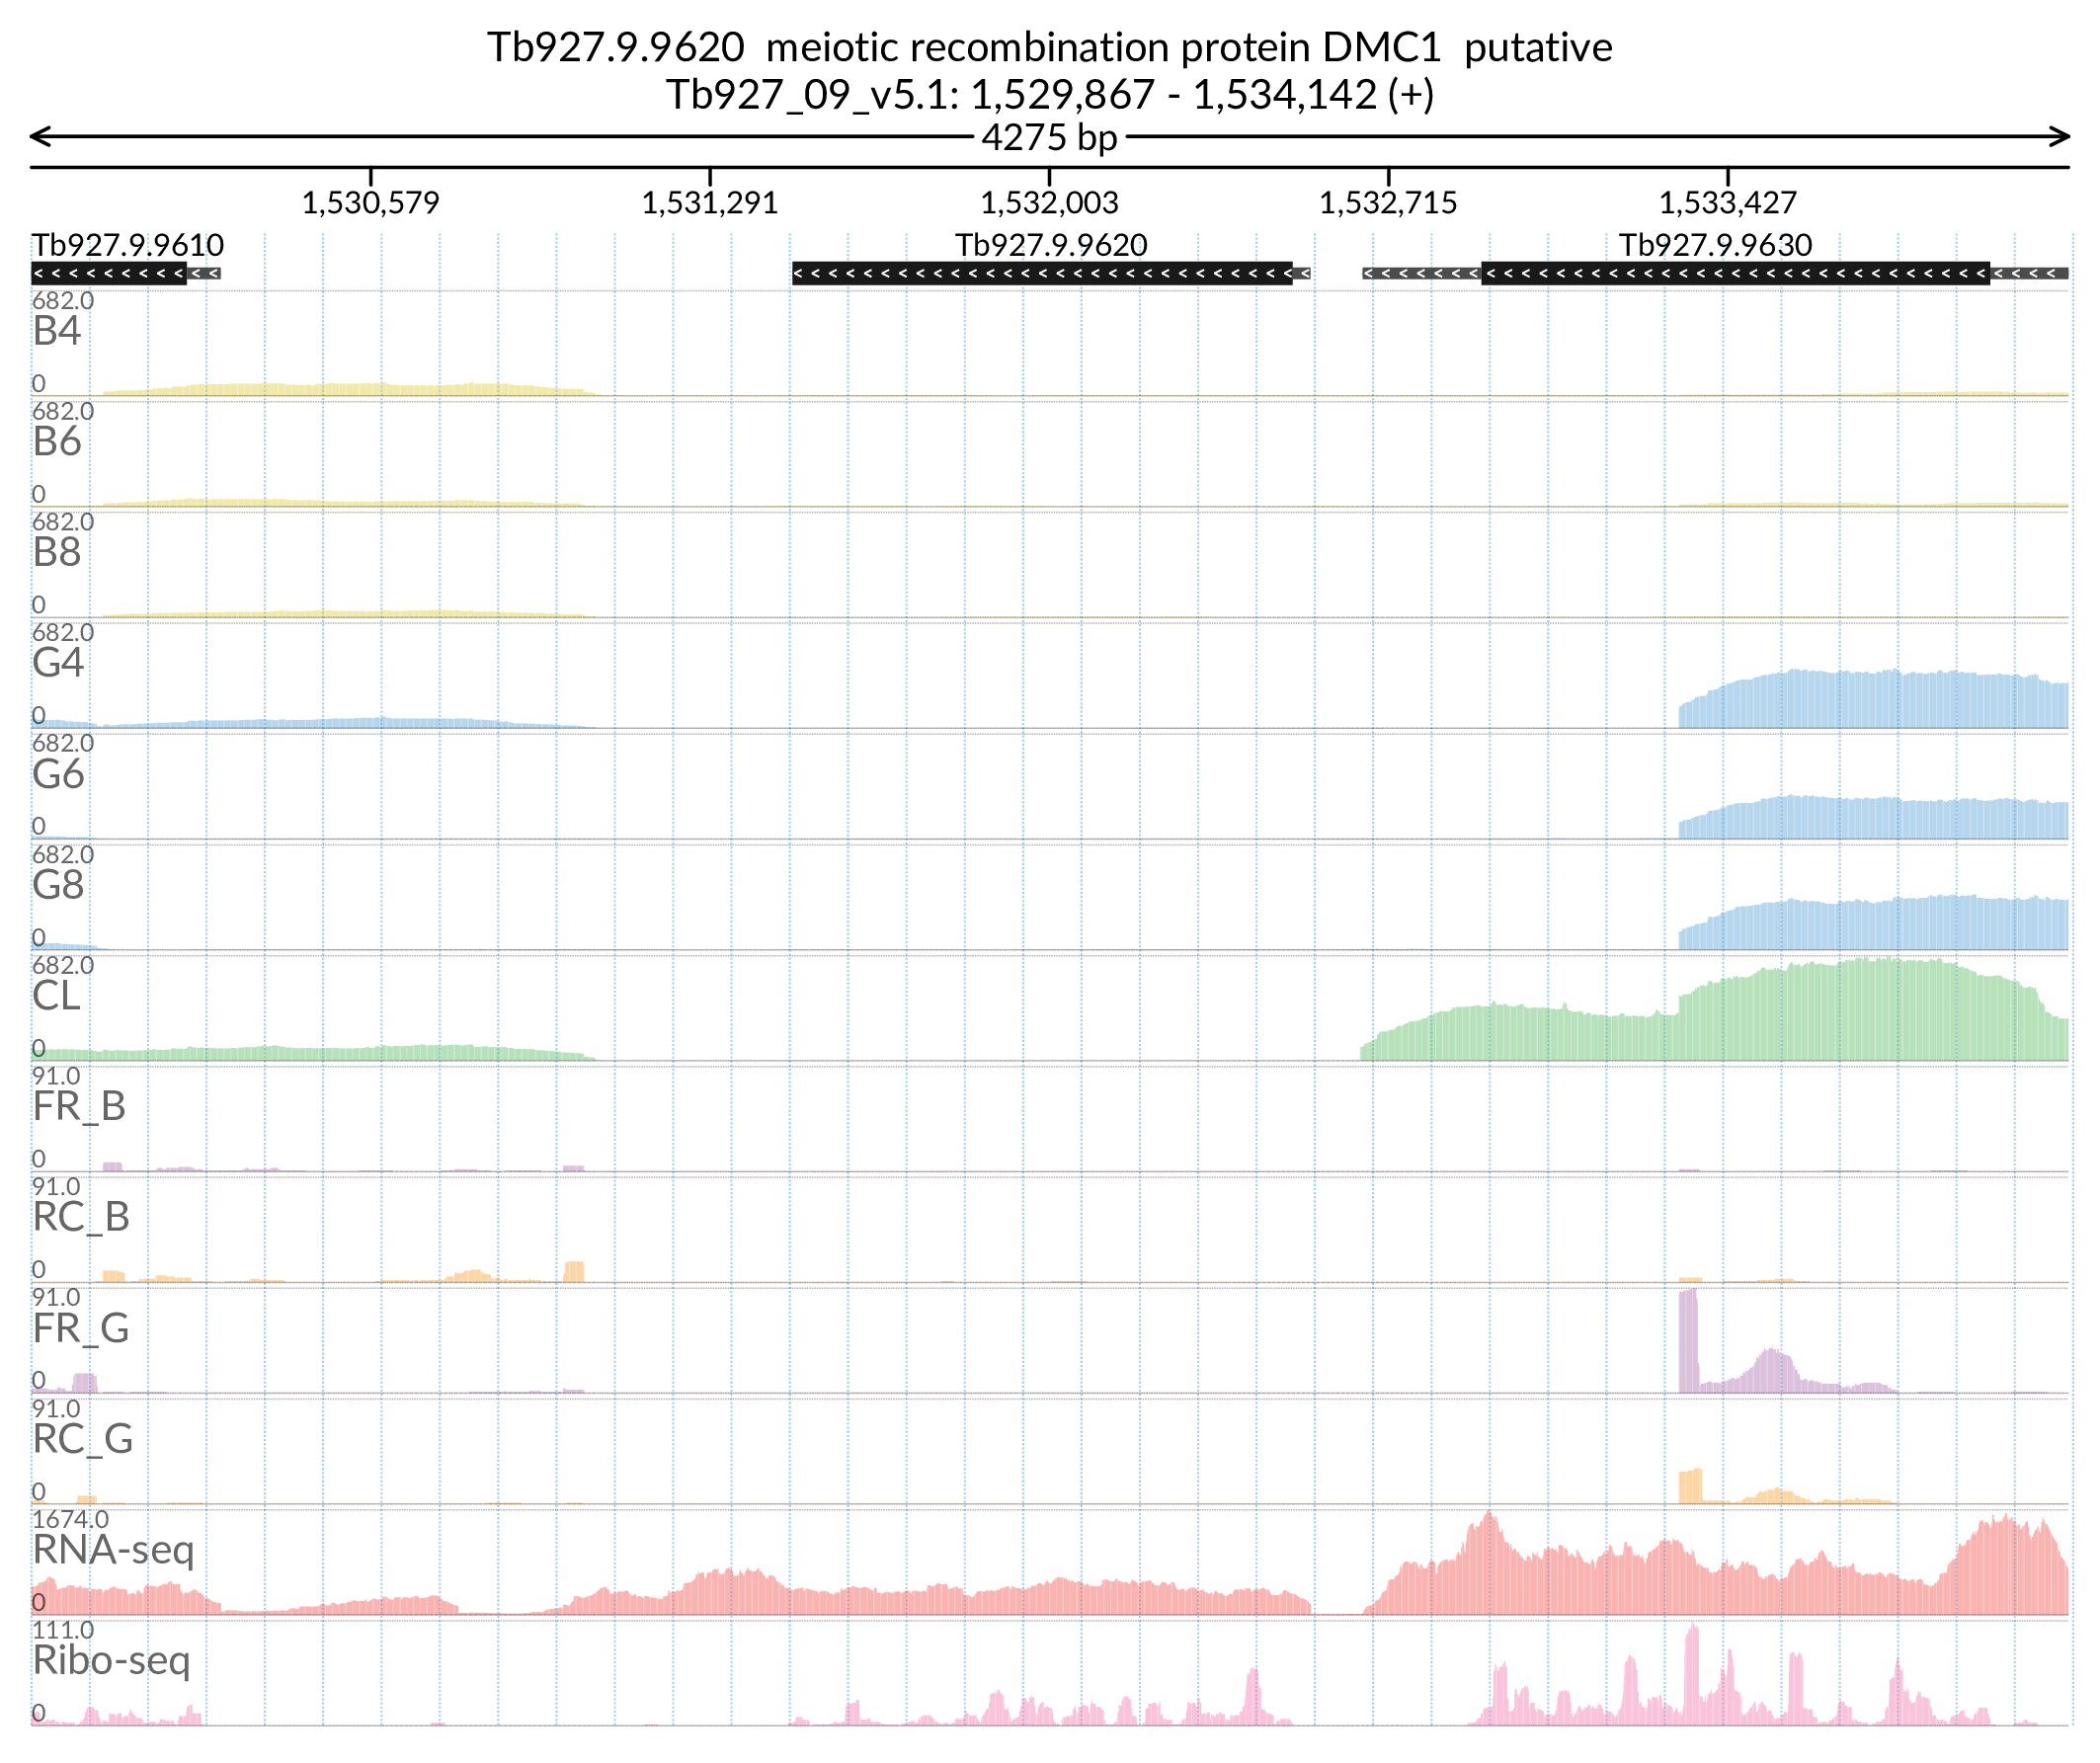 Tb927.9.9620 meiotic recombination protein DMC1 putative
Tb927_09_v5.1: 1,529,867 - 1,534,142 (+)
4275 bp
1,530,579 1,531,291 1,532,003 1,532,715 1,533,427
Tb927.9.9610 Tb927.9.9620 Tb927.9.9630
682.0
B4
0
682.0
B6
0
682.0
B8
0
682.0
G4
0
682.0
G6
0
682.0
G8
0
682.0
CL
0
91.0
FR_B
0
91.0
RC_B
0
91.0
FR_G
0
91.0
RC_G
0
1674.0
RNA-seq
0
111.0
Ribo-seq
0